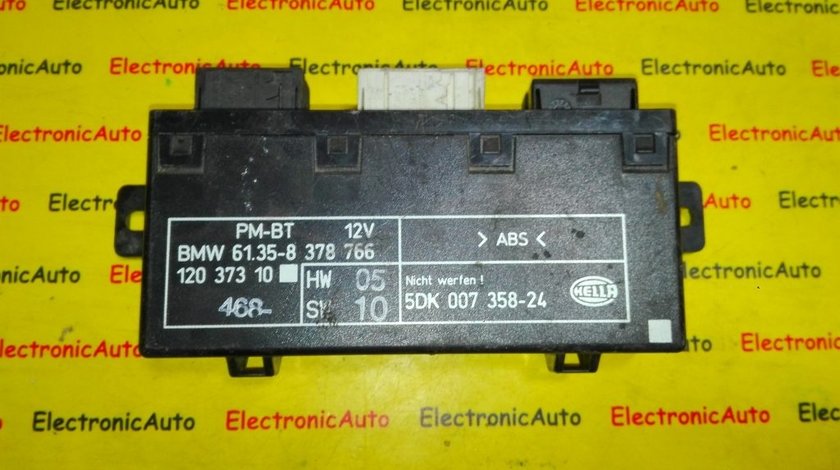 ElectronicAuto ElectronicAuto ElectronicAuto
ElectronicAuto ElectronicAuto
ElectronicAuto
PM-BT 12V
BMW 61.35-8 378 766
120 373 10
HW 05
468-
SW 10
> ABS <
Nicht werfen !
5DK 007 358-24
HELLA
ElectronicAuto
ElectronicAuto
ElectronicAuto
ElectronicAuto ElectronicAuto ElectronicAuto ElectronicAuto